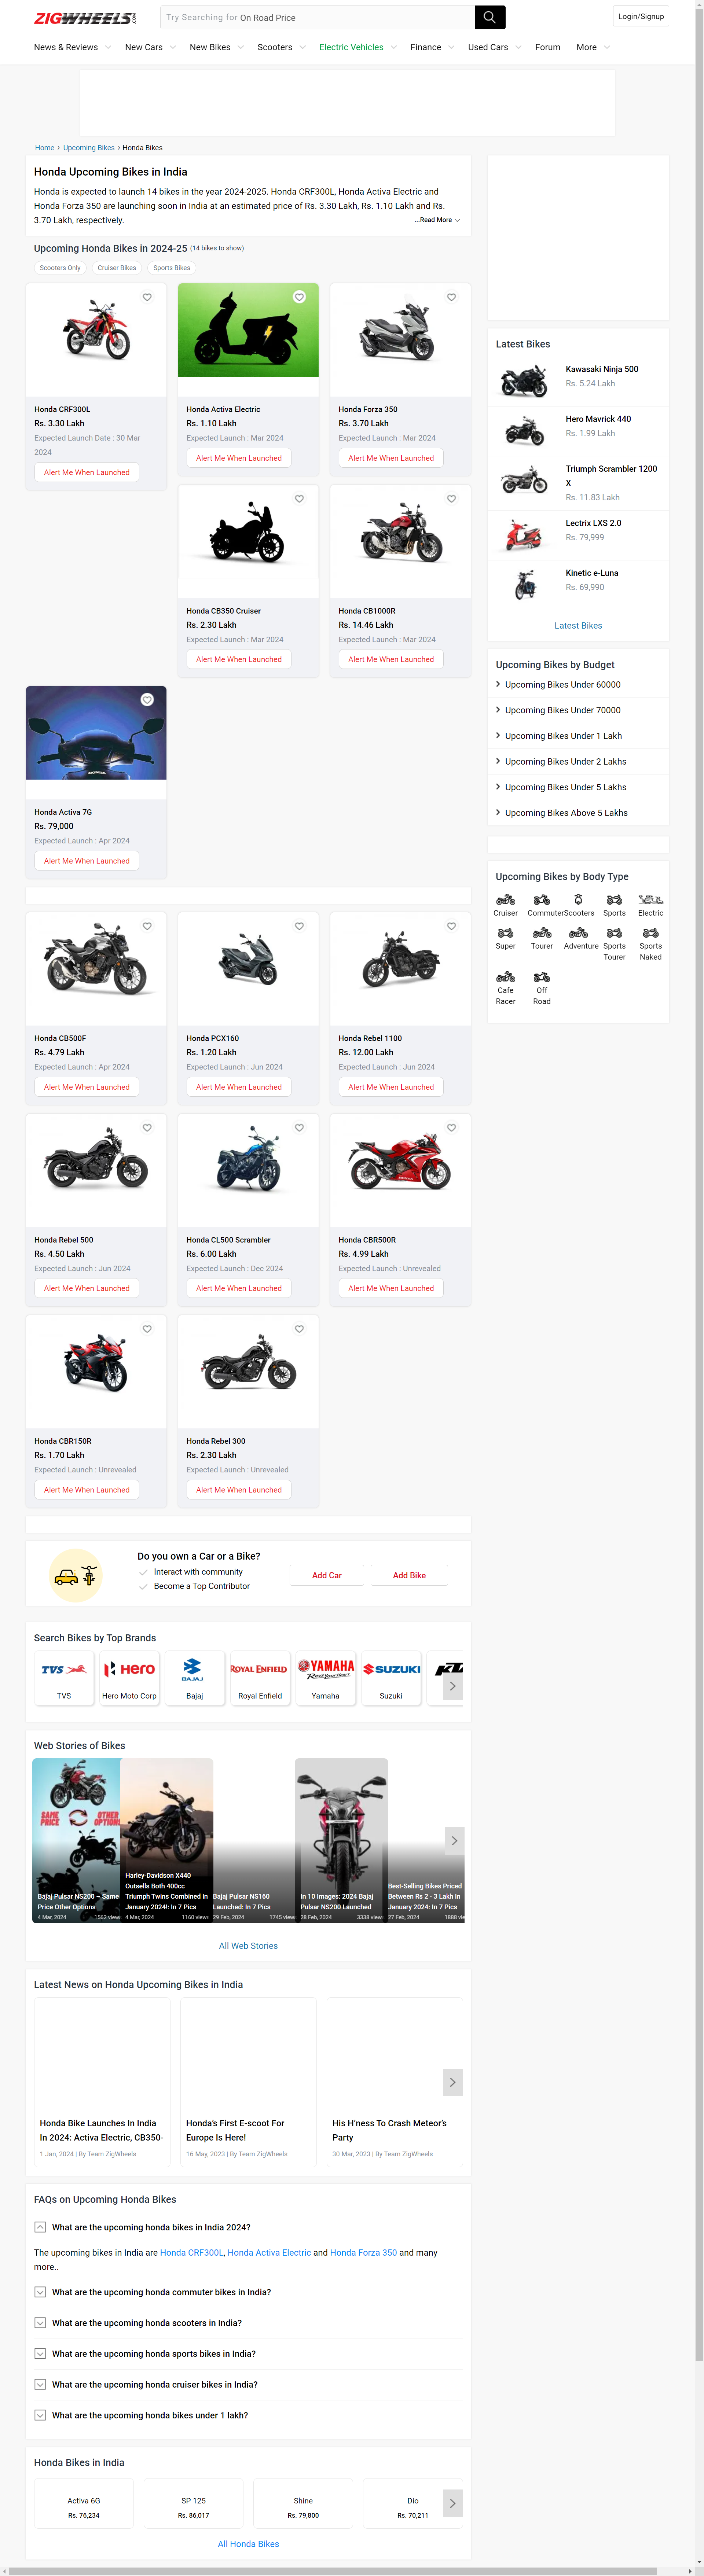 ZIGWHEELS.COM
Try Searching for On Road Price
Login/Signup
News & Reviews
New Cars
New Bikes
Scooters
Electric Vehicles
Finance
Used Cars
Forum
More
Home › Upcoming Bikes › Honda Bikes
Honda Upcoming Bikes in India
Honda is expected to launch 14 bikes in the year 2024-2025. Honda CRF300L, Honda Activa Electric and
Honda Forza 350 are launching soon in India at an estimated price of Rs. 3.30 Lakh, Rs. 1.10 Lakh and Rs.
3.70 Lakh, respectively.
...Read More
Upcoming Honda Bikes in 2024-25 (14 bikes to show)
Scooters Only
Cruiser Bikes
Sports Bikes
Honda CRF300L
Rs. 3.30 Lakh
Expected Launch Date : 30 Mar
2024
Alert Me When Launched
Honda Activa Electric
Rs. 1.10 Lakh
Expected Launch : Mar 2024
Alert Me When Launched
Honda Forza 350
Rs. 3.70 Lakh
Expected Launch : Mar 2024
Alert Me When Launched
Honda CB350 Cruiser
Rs. 2.30 Lakh
Expected Launch : Mar 2024
Alert Me When Launched
Honda CB1000R
Rs. 14.46 Lakh
Expected Launch : Mar 2024
Alert Me When Launched
HONDA
Honda Activa 7G
Rs. 79,000
Expected Launch : Apr 2024
Alert Me When Launched
Honda CB500F
Rs. 4.79 Lakh
Expected Launch : Apr 2024
Alert Me When Launched
Honda PCX160
Rs. 1.20 Lakh
Expected Launch : Jun 2024
Alert Me When Launched
Honda Rebel 1100
Rs. 12.00 Lakh
Expected Launch : Jun 2024
Alert Me When Launched
Honda Rebel 500
Rs. 4.50 Lakh
Expected Launch : Jun 2024
Alert Me When Launched
Honda CL500 Scrambler
Rs. 6.00 Lakh
Expected Launch : Dec 2024
Alert Me When Launched
Honda CBR500R
Rs. 4.99 Lakh
Expected Launch : Unrevealed
Alert Me When Launched
Honda CBR150R
Rs. 1.70 Lakh
Expected Launch : Unrevealed
Alert Me When Launched
Honda Rebel 300
Rs. 2.30 Lakh
Expected Launch : Unrevealed
Alert Me When Launched
Do you own a Car or a Bike?
Interact with community
Become a Top Contributor
Add Car
Add Bike
Search Bikes by Top Brands
TVS
TVS
Hero
Hero Moto Corp
BAJAJ
Bajaj
ROYAL ENFIELD
Royal Enfield
YAMAHA
Revs Your Heart
Yamaha
SUZUKI
Suzuki
Web Stories of Bikes
SAME PRICE
OTHER OPTIONS
Bajaj Pulsar NS200 – Same
Price Other Options
4 Mar, 2024
1562 views
Harley-Davidson X440
Outsells Both 400cc
Triumph Twins Combined In
January 2024!: In 7 Pics
4 Mar, 2024
1160 views
Bajaj Pulsar NS160
Launched: In 7 Pics
29 Feb, 2024
1745 views
In 10 Images: 2024 Bajaj
Pulsar NS200 Launched
28 Feb, 2024
3338 views
Best-Selling Bikes Priced
Between Rs 2 - 3 Lakh In
January 2024: In 7 Pics
27 Feb, 2024
1888 vie
All Web Stories
Latest News on Honda Upcoming Bikes in India
Honda Bike Launches In India
In 2024: Activa Electric, CB350-
1 Jan, 2024 | By Team ZigWheels
Honda's First E-scoot For
Europe Is Here!
16 May, 2023 | By Team ZigWheels
His H'ness To Crash Meteor's
Party
30 Mar, 2023 | By Team ZigWheels
FAQs on Upcoming Honda Bikes
What are the upcoming honda bikes in India 2024?
The upcoming bikes in India are Honda CRF300L, Honda Activa Electric and Honda Forza 350 and many
more..
What are the upcoming honda commuter bikes in India?
What are the upcoming honda scooters in India?
What are the upcoming honda sports bikes in India?
What are the upcoming honda cruiser bikes in India?
What are the upcoming honda bikes under 1 lakh?
Honda Bikes in India
Activa 6G
Rs. 76,234
SP 125
Rs. 86,017
Shine
Rs. 79,800
Dio
Rs. 70,211
All Honda Bikes
Latest Bikes
Kawasaki Ninja 500
Rs. 5.24 Lakh
Hero Mavrick 440
Rs. 1.99 Lakh
Triumph Scrambler 1200
X
Rs. 11.83 Lakh
Lectrix LXS 2.0
Rs. 79,999
Kinetic e-Luna
Rs. 69,990
Latest Bikes
Upcoming Bikes by Budget
Upcoming Bikes Under 60000
Upcoming Bikes Under 70000
Upcoming Bikes Under 1 Lakh
Upcoming Bikes Under 2 Lakhs
Upcoming Bikes Under 5 Lakhs
Upcoming Bikes Above 5 Lakhs
Upcoming Bikes by Body Type
Cruiser
Commuter
Scooters
Sports
Electric
Super
Tourer
Adventure
Sports
Tourer
Sports
Naked
Cafe
Racer
Off
Road